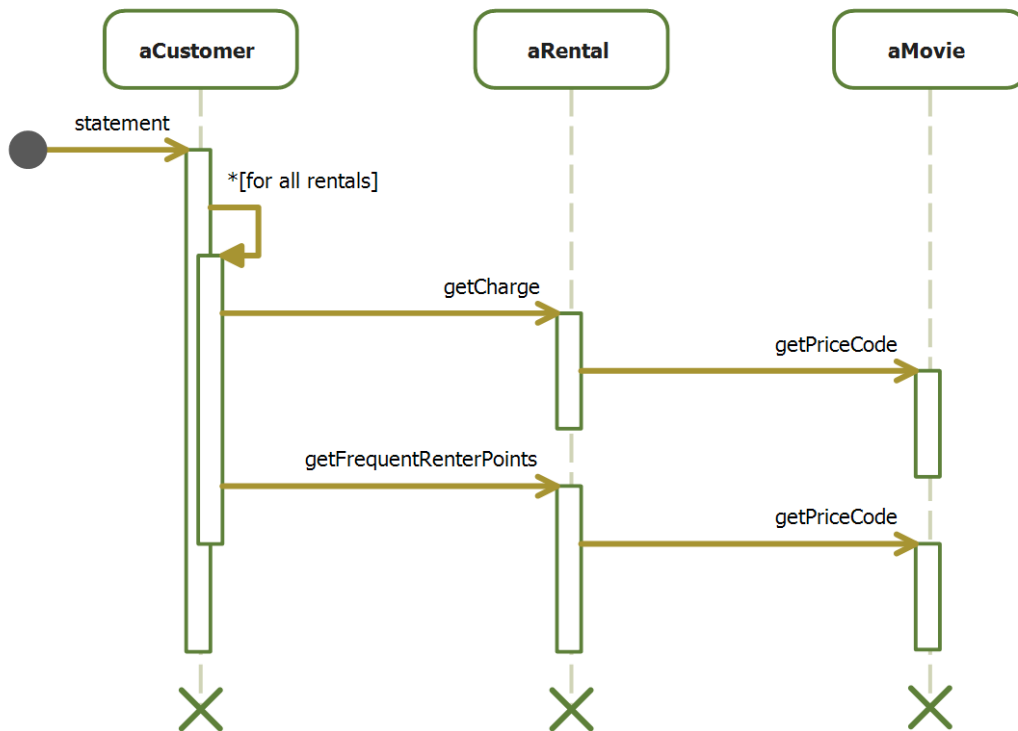 aCustomer
aRental
aMovie
statement
*[for all rentals]
getCharge
getPriceCode
getFrequentRenterPoints
getPriceCode